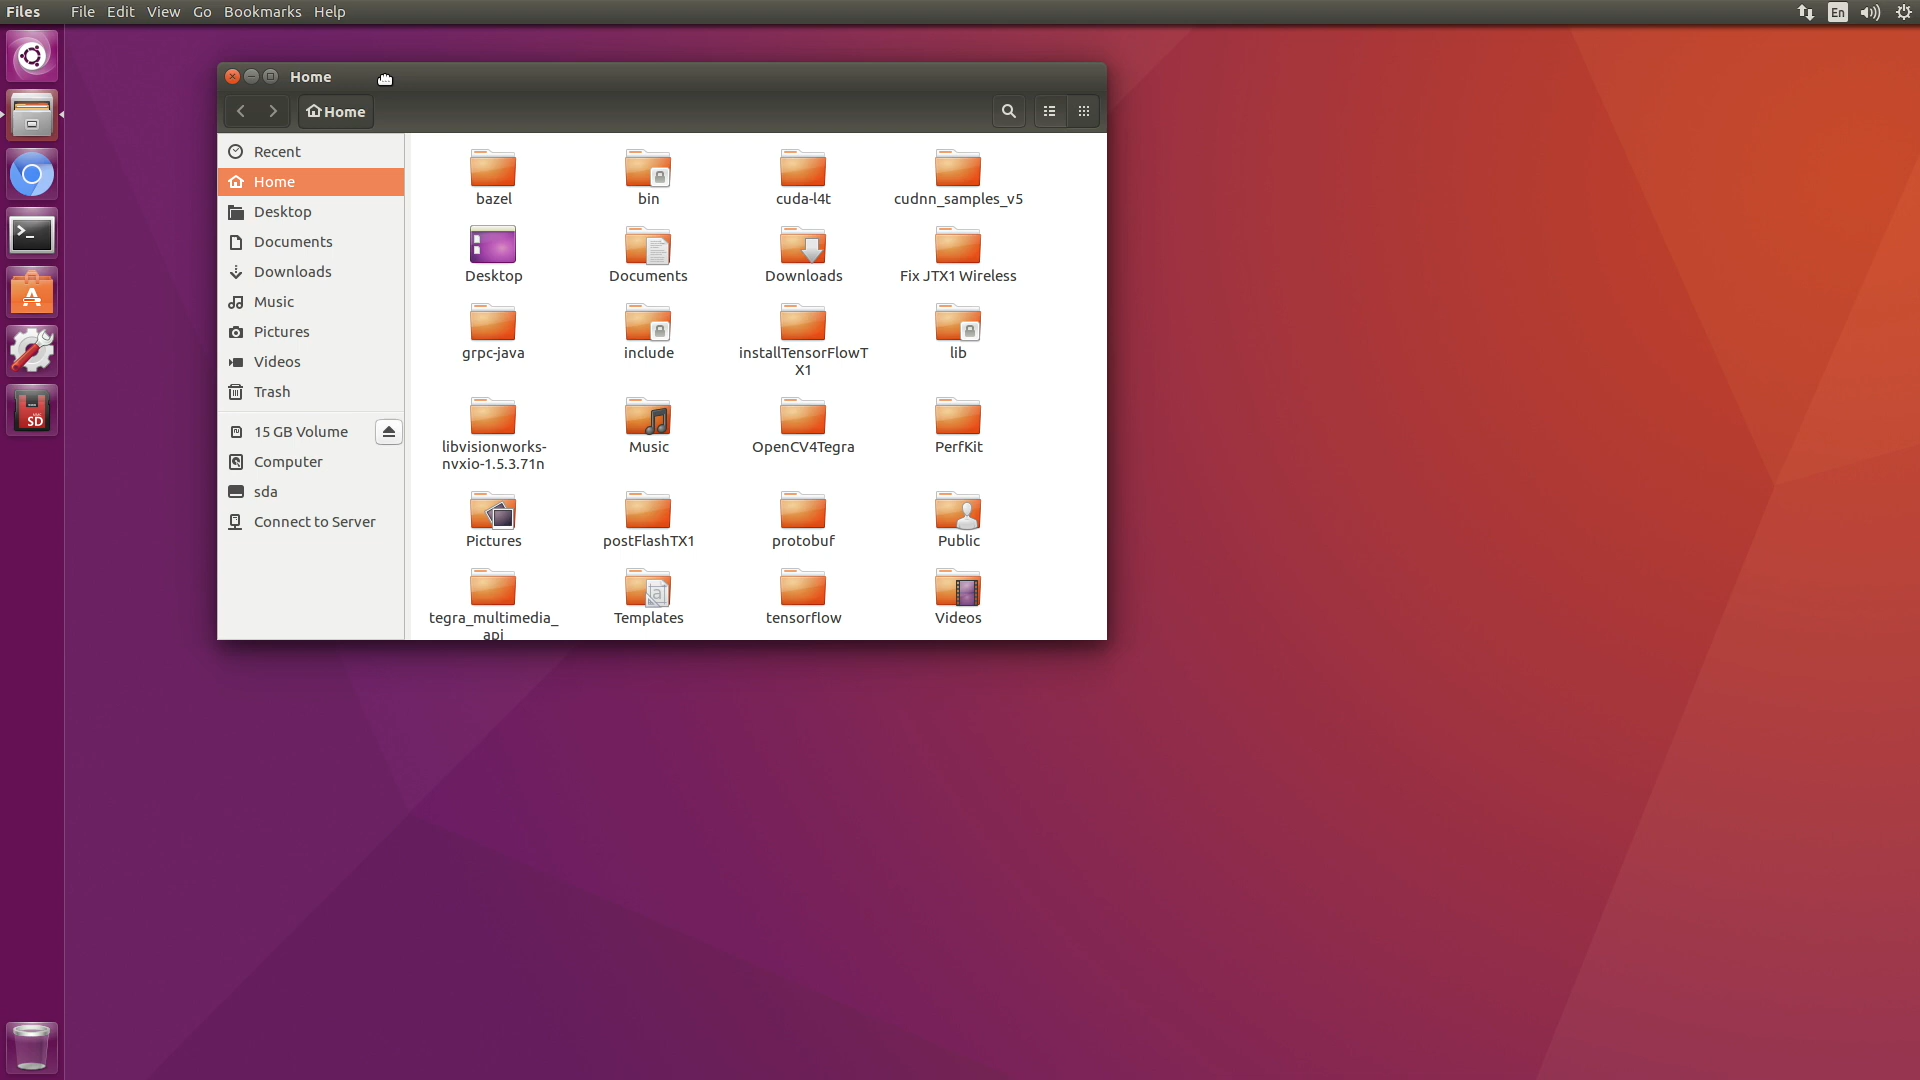 Files File Edit View Go Bookmarks Help En
Home
Home
Recent
Home
Desktop
Documents
Downloads
Music
Pictures
Videos
Trash
15 GB Volume
Computer
sda
Connect to Server
bazel bin cuda-l4t cudnn_samples_v5
Desktop Documents Downloads Fix JTX1 Wireless
grpc-java include installTensorFlowT lib
X1
libvisionworks- Music OpenCV4Tegra PerfKit
nvxio-1.5.3.71n
Pictures postFlashTX1 protobuf Public
tegra_multimedia_ Templates tensorflow Videos
api
SD